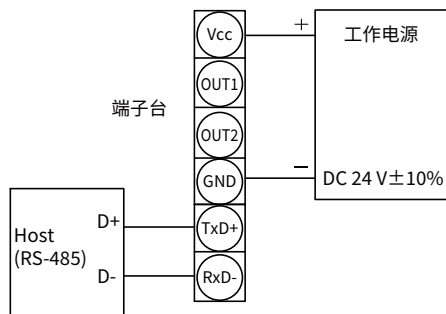 Vcc
+
工作电源
OUT1
端子台
OUT2
GND
−
DC 24 V±10%
TxD+
D+
Host
(RS-485)
D-
RxD-